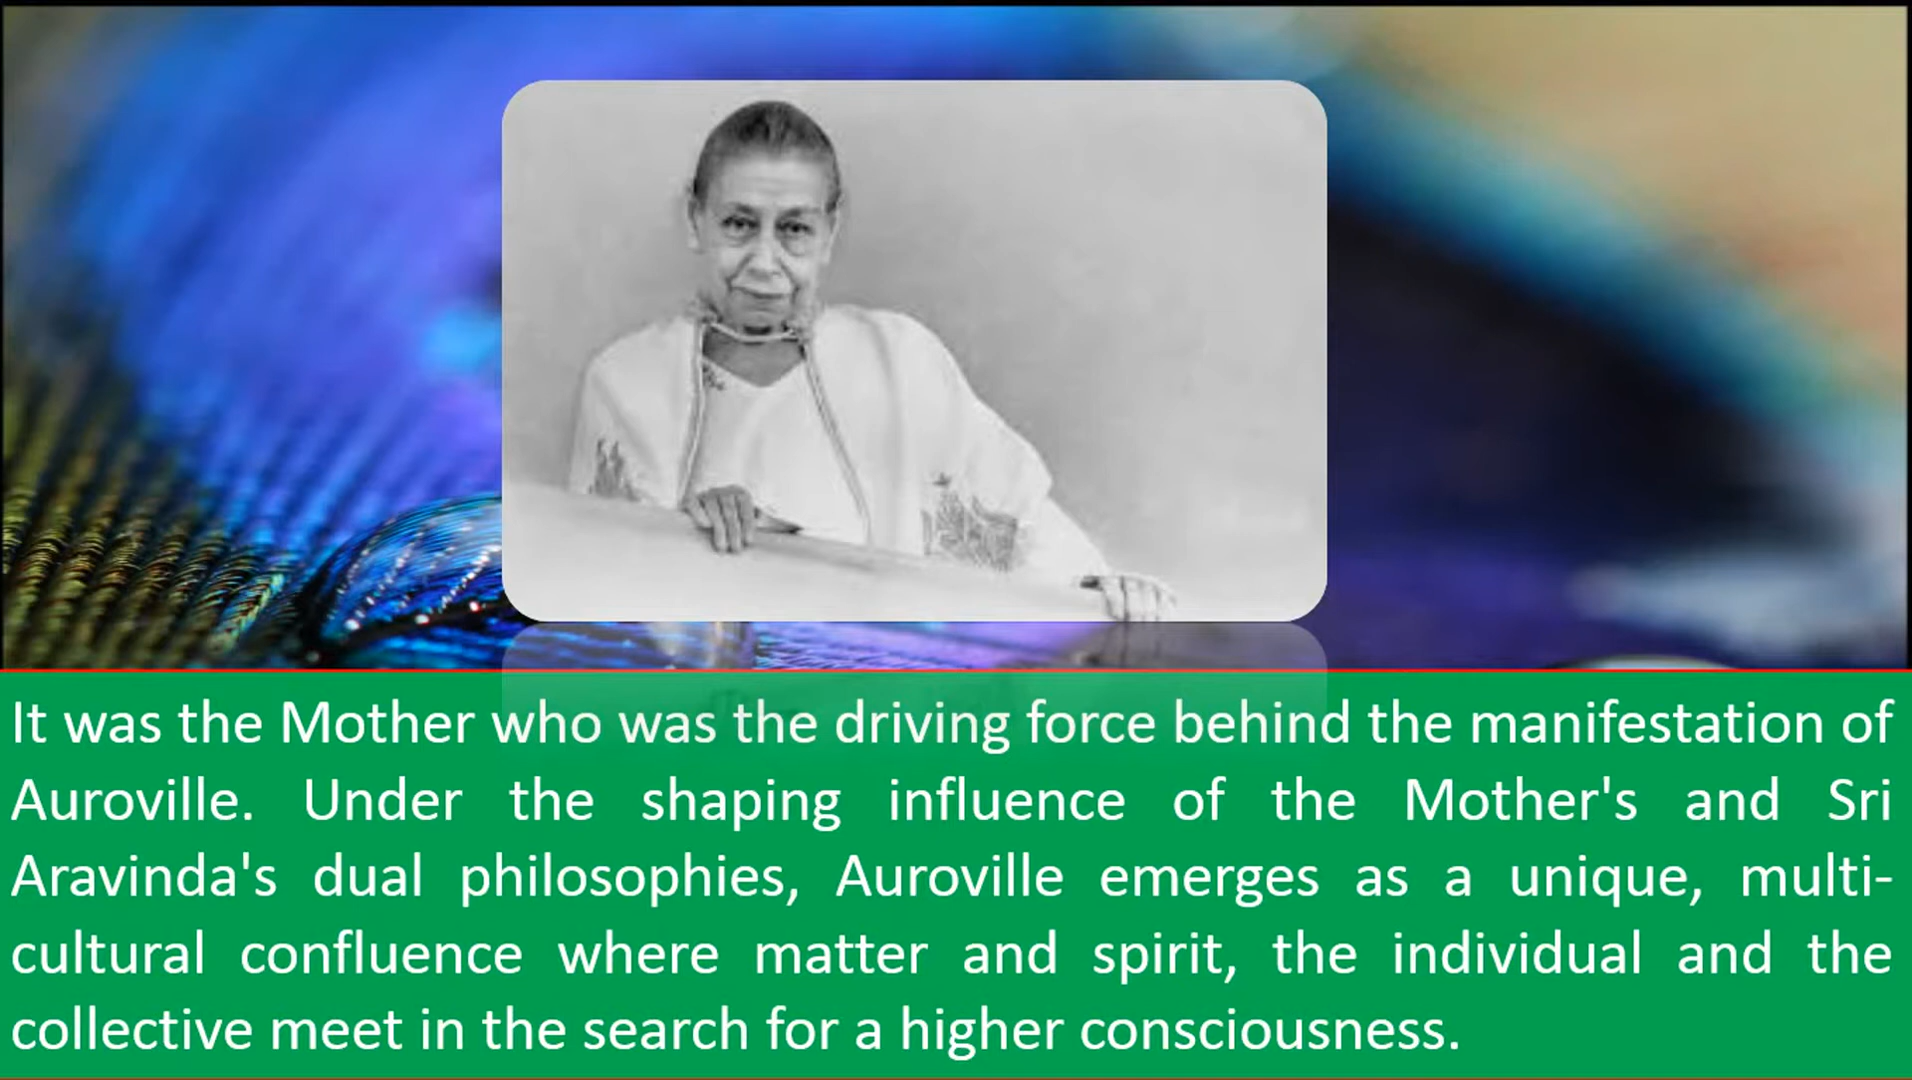 It was the Mother who was the driving force behind the manifestation of
Auroville. Under the shaping influence of the Mother's and Sri
Aravinda's dual philosophies, Auroville emerges as a unique, multi-
cultural confluence where matter and spirit, the individual and the
collective meet in the search for a higher consciousness.